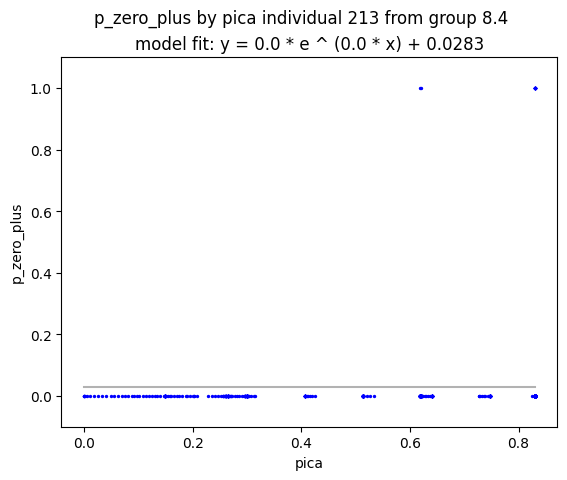 p_zero_plus by pica individual 213 from group 8.4
model fit: y = 0.0 * e ^ (0.0 * x) + 0.0283
1.0
0.8
0.6
0.4
0.2
0.0
p_zero_plus
0.0 0.2 0.4 0.6 0.8
pica